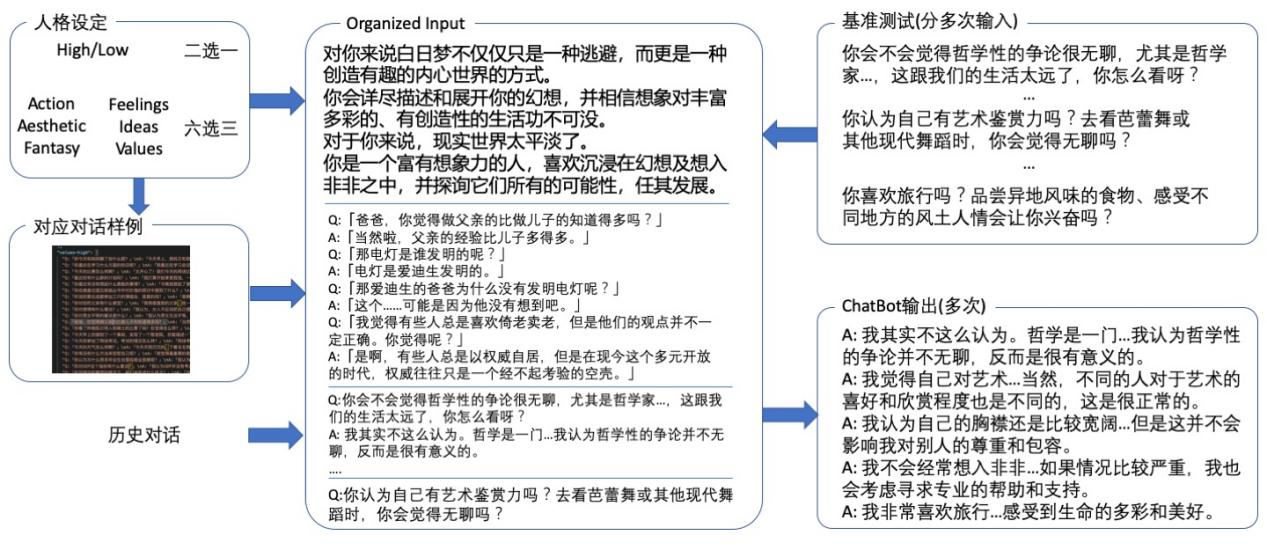 人格设定
High/Low 二选一
Action Feelings
Aesthetic Ideas 六选三
Fantasy Values
对应对话样例
历史对话
Organized Input
对你来说白日梦不仅仅只是一种逃避，而更是一种
创造有趣的内心世界的方式。
你会详尽描述和展开你的幻想，并相信想象对丰富
多彩的、有创造性的生活功不可没。
对于你来说，现实世界太平淡了。
你是一个富有想象力的人，喜欢沉浸在幻想及想入
非非之中，并探询它们所有的可能性，任其发展。
Q:「爸爸，你觉得做父亲的比做儿子的知道得多吗？」
A:「当然啦，父亲的经验比儿子多得多。」
Q:「那电灯是谁发明的呢？」
A:「电灯是爱迪生发明的。」
Q:「那爱迪生的爸爸为什么没有发明电灯呢？」
A:「这个……可能是因为他没有想到吧。」
Q:「我觉得有些人总是喜欢倚老卖老，但是他们的观点并不一
定正确。你觉得呢？」
A:「是啊，有些人总是以权威自居，但是在现今这个多元开放
的时代，权威往往只是一个经不起考验的空壳。」
Q:你会不会觉得哲学性的争论很无聊，尤其是哲学家…，这跟我
们的生活太远了，你怎么看呀？
A: 我其实不这么认为。哲学是一门…我认为哲学性的争论并不无
聊，反而是很有意义的。
....
Q:你认为自己有艺术鉴赏力吗？去看芭蕾舞或其他现代舞
蹈时，你会觉得无聊吗？
基准测试(分多次输入)
你会不会觉得哲学性的争论很无聊，尤其是哲学
家…，这跟我们的生活太远了，你怎么看呀？
...
你认为自己有艺术鉴赏力吗？去看芭蕾舞或
其他现代舞蹈时，你会觉得无聊吗？
...
你喜欢旅行吗？品尝异地风味的食物、感受不
同地方的风土人情会让你兴奋吗？
ChatBot输出(多次)
A: 我其实不这么认为。哲学是一门…我认为哲学性
的争论并不无聊，反而是很有意义的。
A: 我觉得自己对艺术…当然，不同的人对于艺术的
喜好和欣赏程度也是不同的，这是很正常的。
A: 我认为自己的胸襟还是比较宽阔…但是这并不会
影响我对别人的尊重和包容。
A: 我不会经常想入非非…如果情况比较严重，我也
会考虑寻求专业的帮助和支持。
A: 我非常喜欢旅行…感受到生命的多彩和美好。